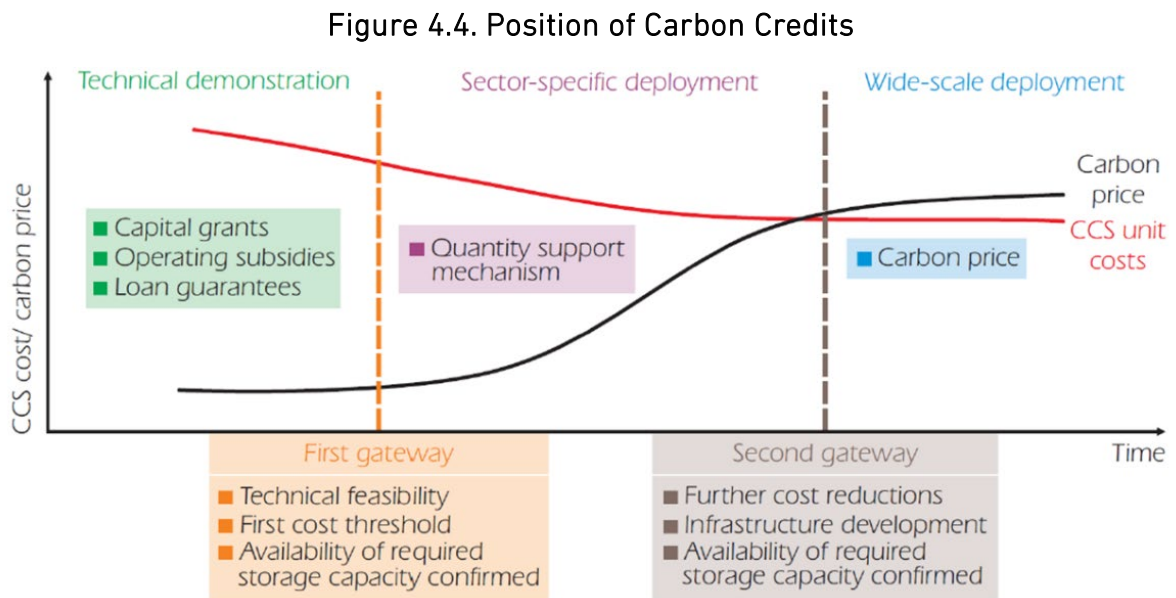 Figure 4.4. Position of Carbon Credits
Technical demonstration
Sector-specific deployment
Wide-scale deployment
CCS cost/ carbon price
Capital grants
Operating subsidies
Loan guarantees
Quantity support
mechanism
Carbon price
Carbon
price
CCS unit
costs
Time
First gateway
Technical feasibility
First cost threshold
Availability of required
storage capacity confirmed
Second gateway
Further cost reductions
Infrastructure development
Availability of required
storage capacity confirmed